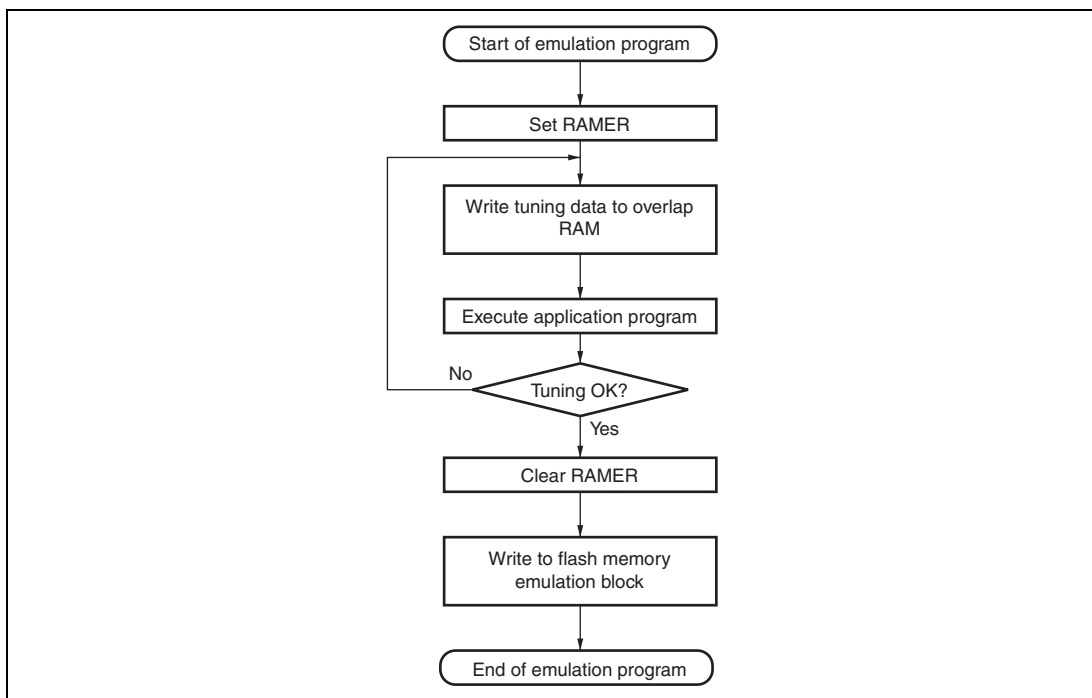 Start of emulation program
Set RAMER
Write tuning data to overlap
RAM
Execute application program
No
Tuning OK?
Yes
Clear RAMER
Write to flash memory
emulation block
End of emulation program